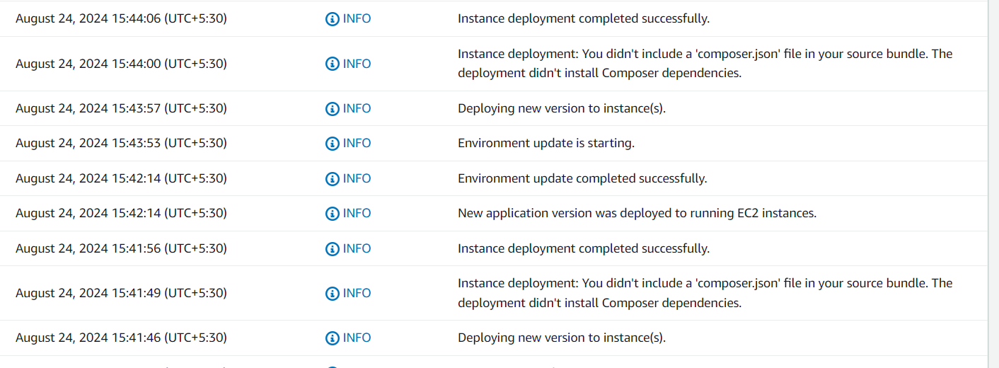 August 24, 2024 15:44:06 (UTC+5:30) INFO Instance deployment completed successfully.
August 24, 2024 15:44:00 (UTC+5:30) INFO Instance deployment: You didn't include a 'composer.json' file in your source bundle. The
deployment didn't install Composer dependencies.
August 24, 2024 15:43:57 (UTC+5:30) INFO Deploying new version to instance(s).
August 24, 2024 15:43:53 (UTC+5:30) INFO Environment update is starting.
August 24, 2024 15:42:14 (UTC+5:30) INFO Environment update completed successfully.
August 24, 2024 15:42:14 (UTC+5:30) INFO New application version was deployed to running EC2 instances.
August 24, 2024 15:41:56 (UTC+5:30) INFO Instance deployment completed successfully.
August 24, 2024 15:41:49 (UTC+5:30) INFO Instance deployment: You didn't include a 'composer.json' file in your source bundle. The
deployment didn't install Composer dependencies.
August 24, 2024 15:41:46 (UTC+5:30) INFO Deploying new version to instance(s).